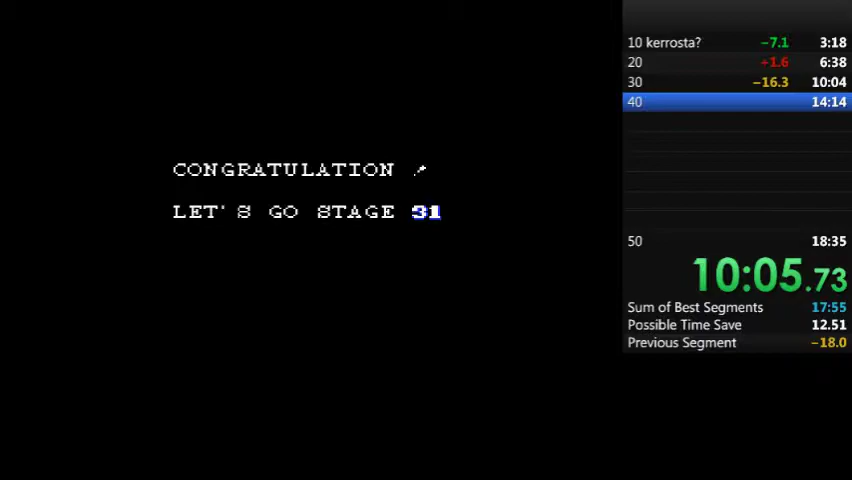 CONGRATULATION !
LET'S GO STAGE 31
10 kerrosta? −7.1 3:18
20 +1.6 6:38
30 −16.3 10:04
40 14:14
50 18:35
10:05.73
Sum of Best Segments 17:55
Possible Time Save 12.51
Previous Segment −18.0